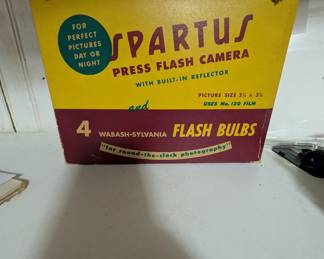 FOR
PERFECT
PICTURES
DAY OR
NIGHT
SPARTUS
PRESS FLASH CAMERA
WITH BUILT-IN REFLECTOR
PICTURE SIZE 2¼ x 3¼
USES No. 120 FILM
and
4 WABASH-SYLVANIA FLASH BULBS
"for round-the-clock photography"